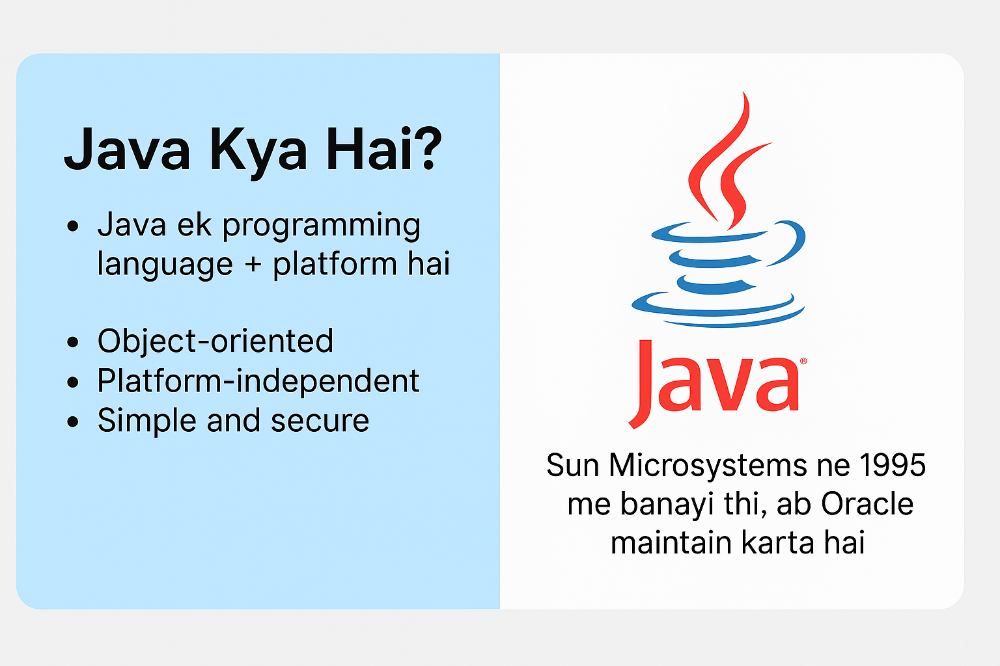 Java Kya Hai?
• Java ek programming
language + platform hai
• Object-oriented
• Platform-independent
• Simple and secure
Java®
Sun Microsystems ne 1995
me banayi thi, ab Oracle
maintain karta hai